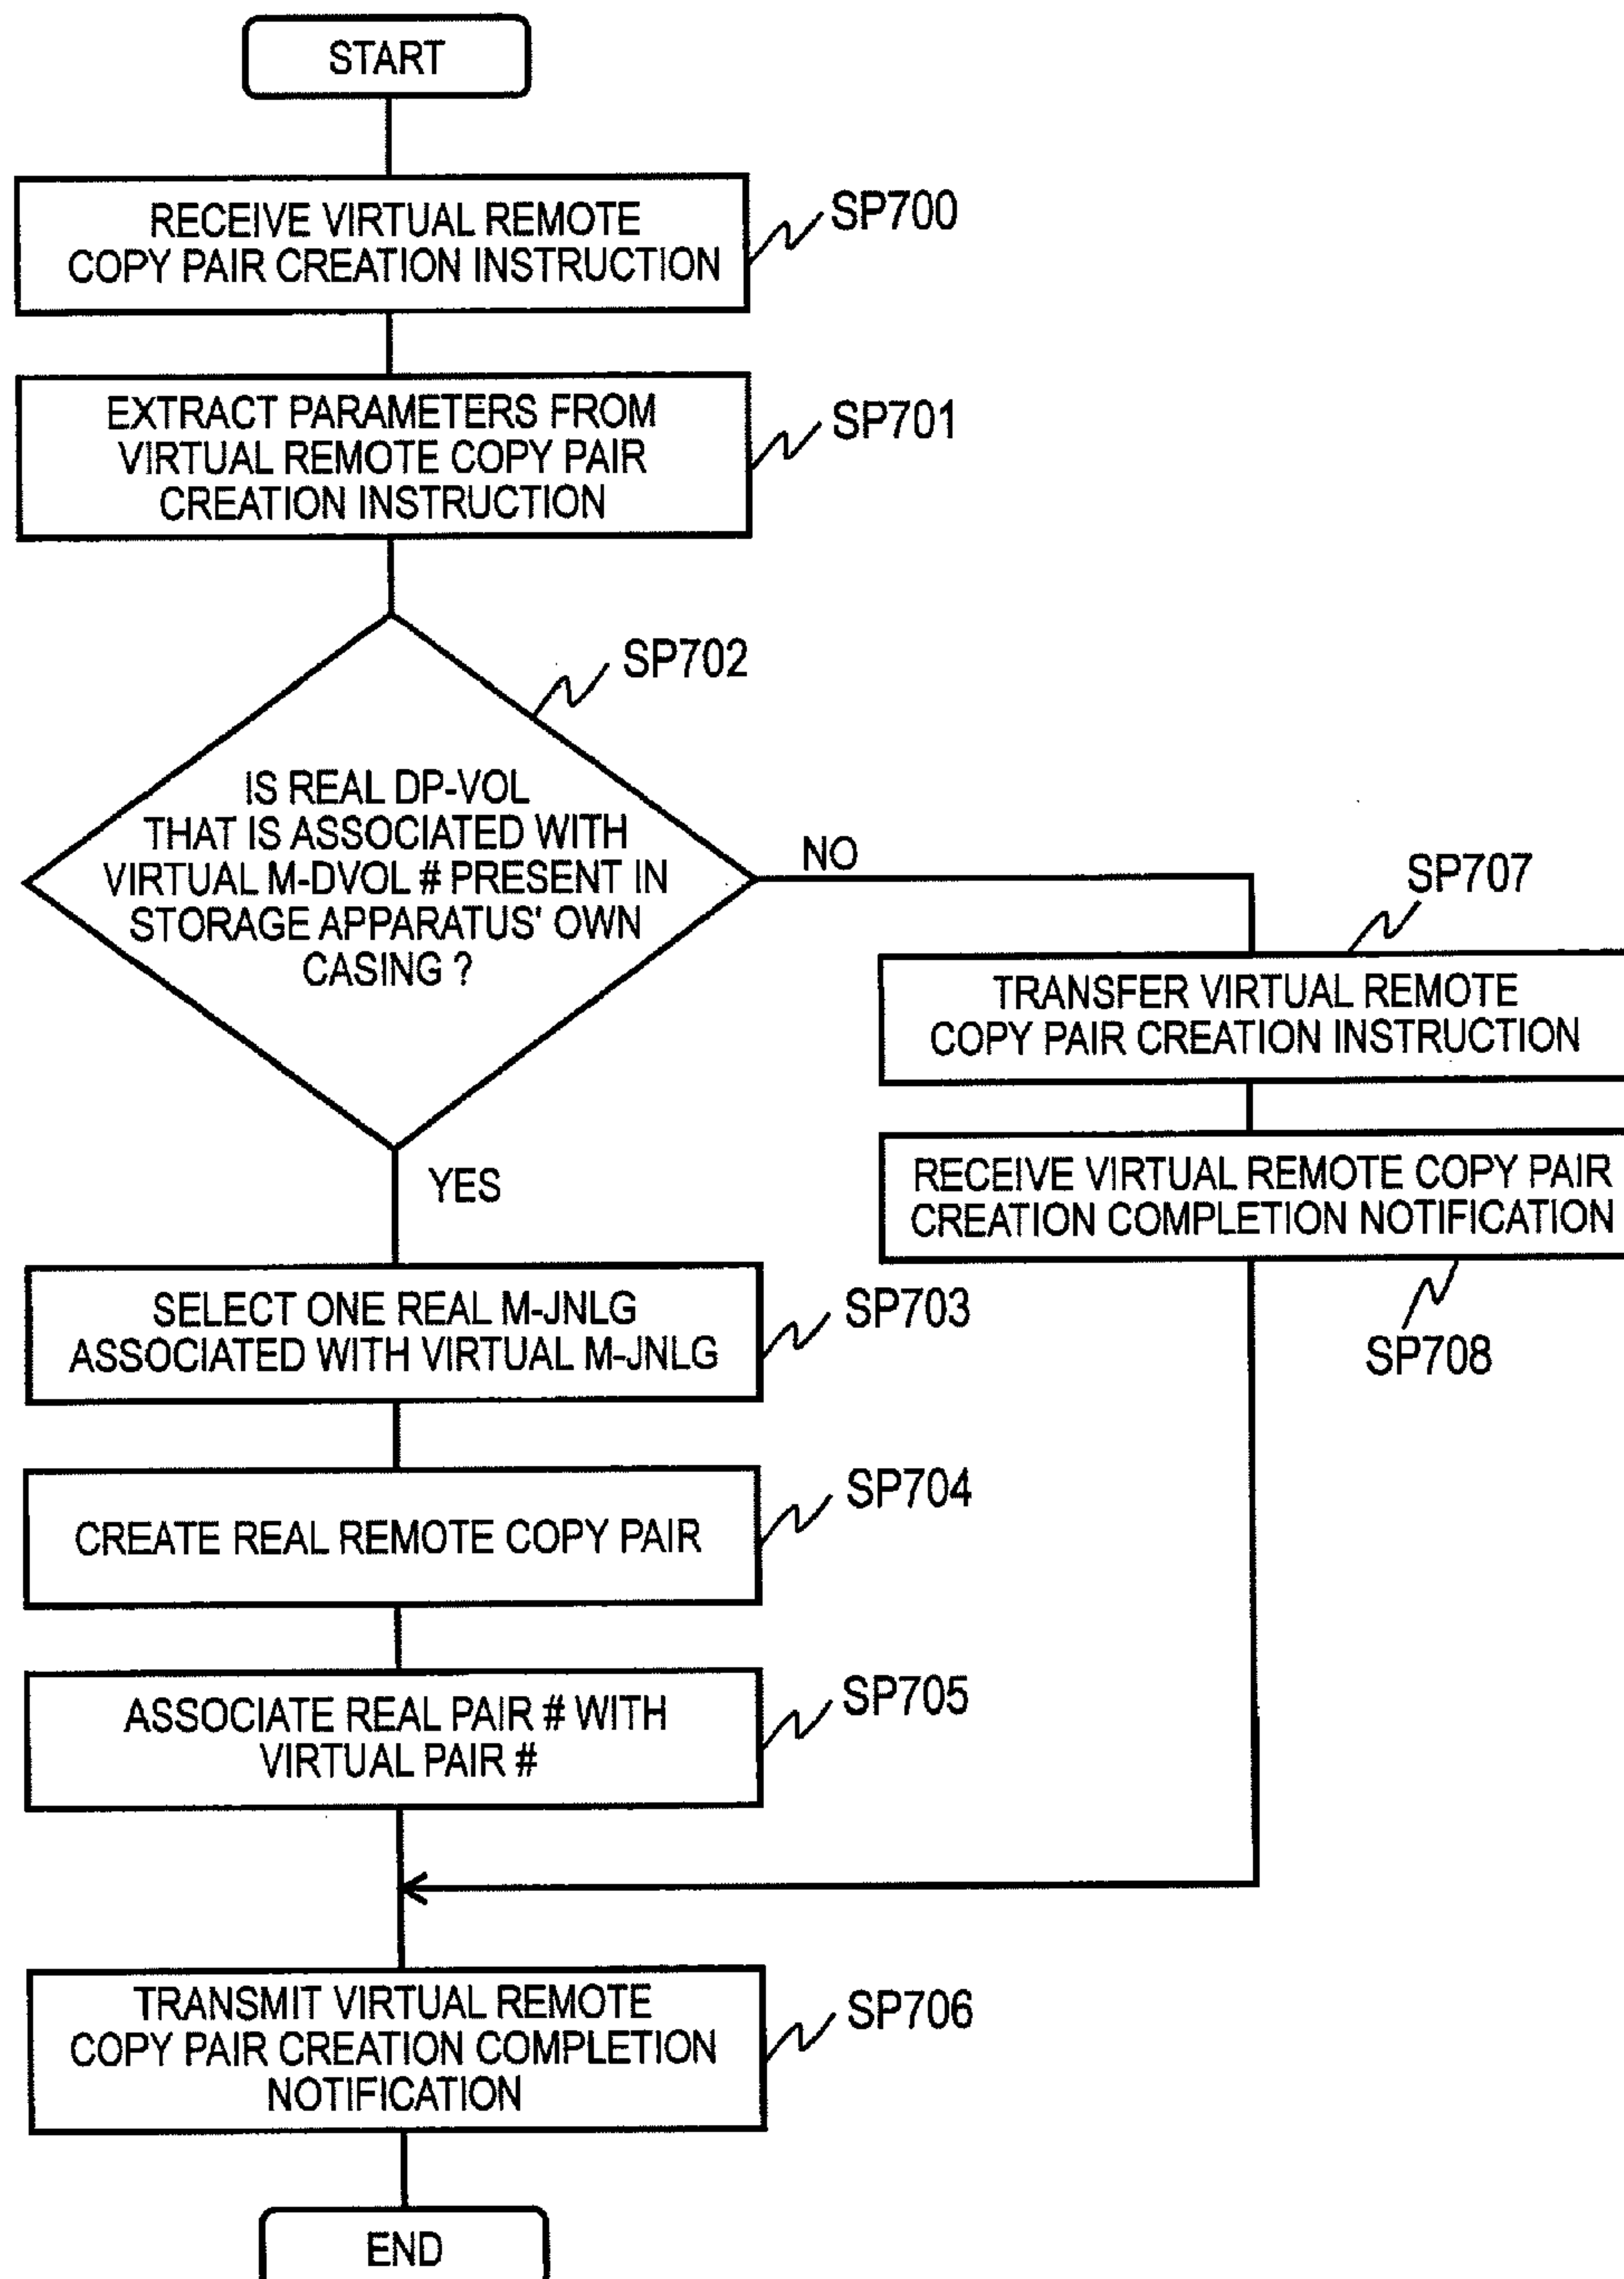 START
RECEIVE VIRTUAL REMOTE
COPY PAIR CREATION INSTRUCTION
SP700
EXTRACT PARAMETERS FROM
VIRTUAL REMOTE COPY PAIR
CREATION INSTRUCTION
SP701
SP702
IS REAL DP-VOL
THAT IS ASSOCIATED WITH
VIRTUAL M-DVOL # PRESENT IN
STORAGE APPARATUS' OWN
CASING ?
NO
YES
SP707
TRANSFER VIRTUAL REMOTE
COPY PAIR CREATION INSTRUCTION
RECEIVE VIRTUAL REMOTE COPY PAIR
CREATION COMPLETION NOTIFICATION
SP708
SELECT ONE REAL M-JNLG
ASSOCIATED WITH VIRTUAL M-JNLG
SP703
CREATE REAL REMOTE COPY PAIR
SP704
ASSOCIATE REAL PAIR # WITH
VIRTUAL PAIR #
SP705
TRANSMIT VIRTUAL REMOTE
COPY PAIR CREATION COMPLETION
NOTIFICATION
SP706
END